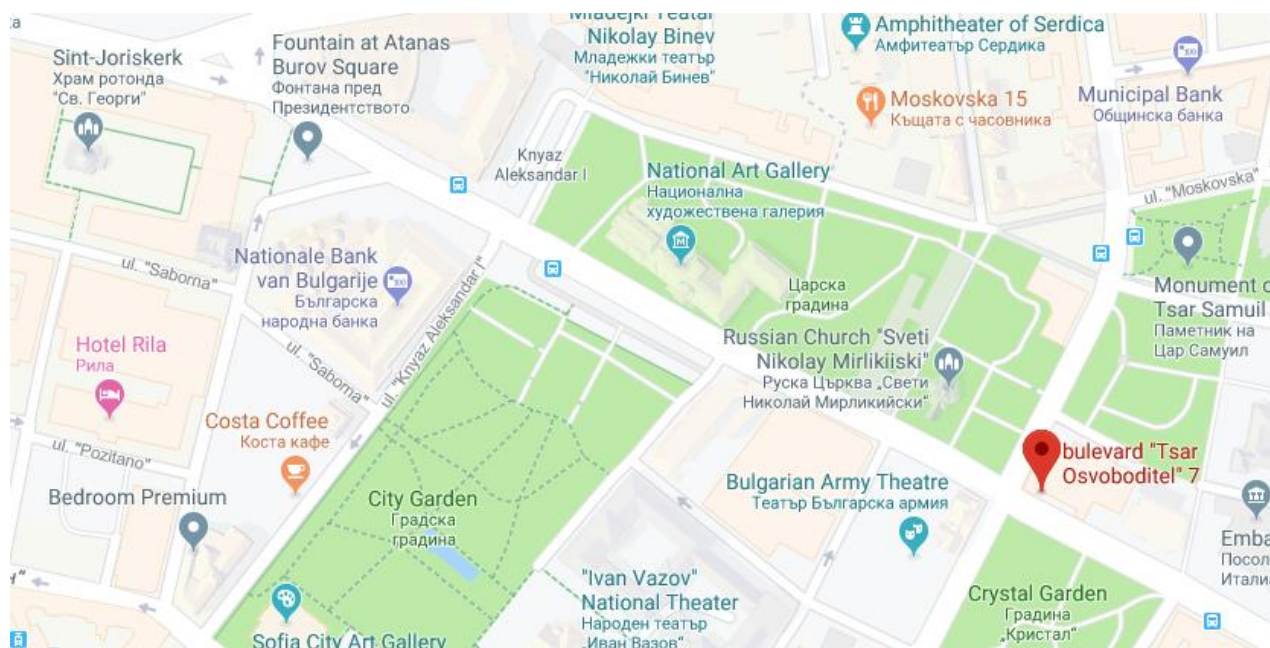 а
Sint-Joriskerk
Храм ротонда
"Св. Георги"
Fountain at Atanas
Burov Square
Фонтана пред
Президентството
Mladejki Teatar
Nikolay Binev
Младежки театър
"Николай Бинев"
Amphitheater of Serdica
Амфитеатър Сердика
Moskovska 15
Къщата с часовника
Municipal Bank
Общинска банка
Knyaz
Aleksandar I
National Art Gallery
Национална
художествена галерия
ul. "Moskovska"
ul. "Saborna"
Nationale Bank
van Bulgarije
Българска
народна банка
ul. "Knyaz Aleksandar I"
Царска
градина
Monument o
Tsar Samuil
Паметник на
Цар Самуил
Russian Church "Sveti
Nikolay Mirlikiiski"
Руска Църква „Свети
Николай Мирликийски“
Hotel Rila
Рила
ul. "Saborna"
Costa Coffee
Коста кафе
ul. "Pozitano"
Bedroom Premium
City Garden
Градска
градина
Bulgarian Army Theatre
Театър Българска армия
bulevard "Tsar
Osvoboditel" 7
Emba
Посол
Итали
"Ivan Vazov"
National Theater
Народен театър
„Иван Вазов“
Crystal Garden
Градина
„Кристал“
Sofia City Art Gallery